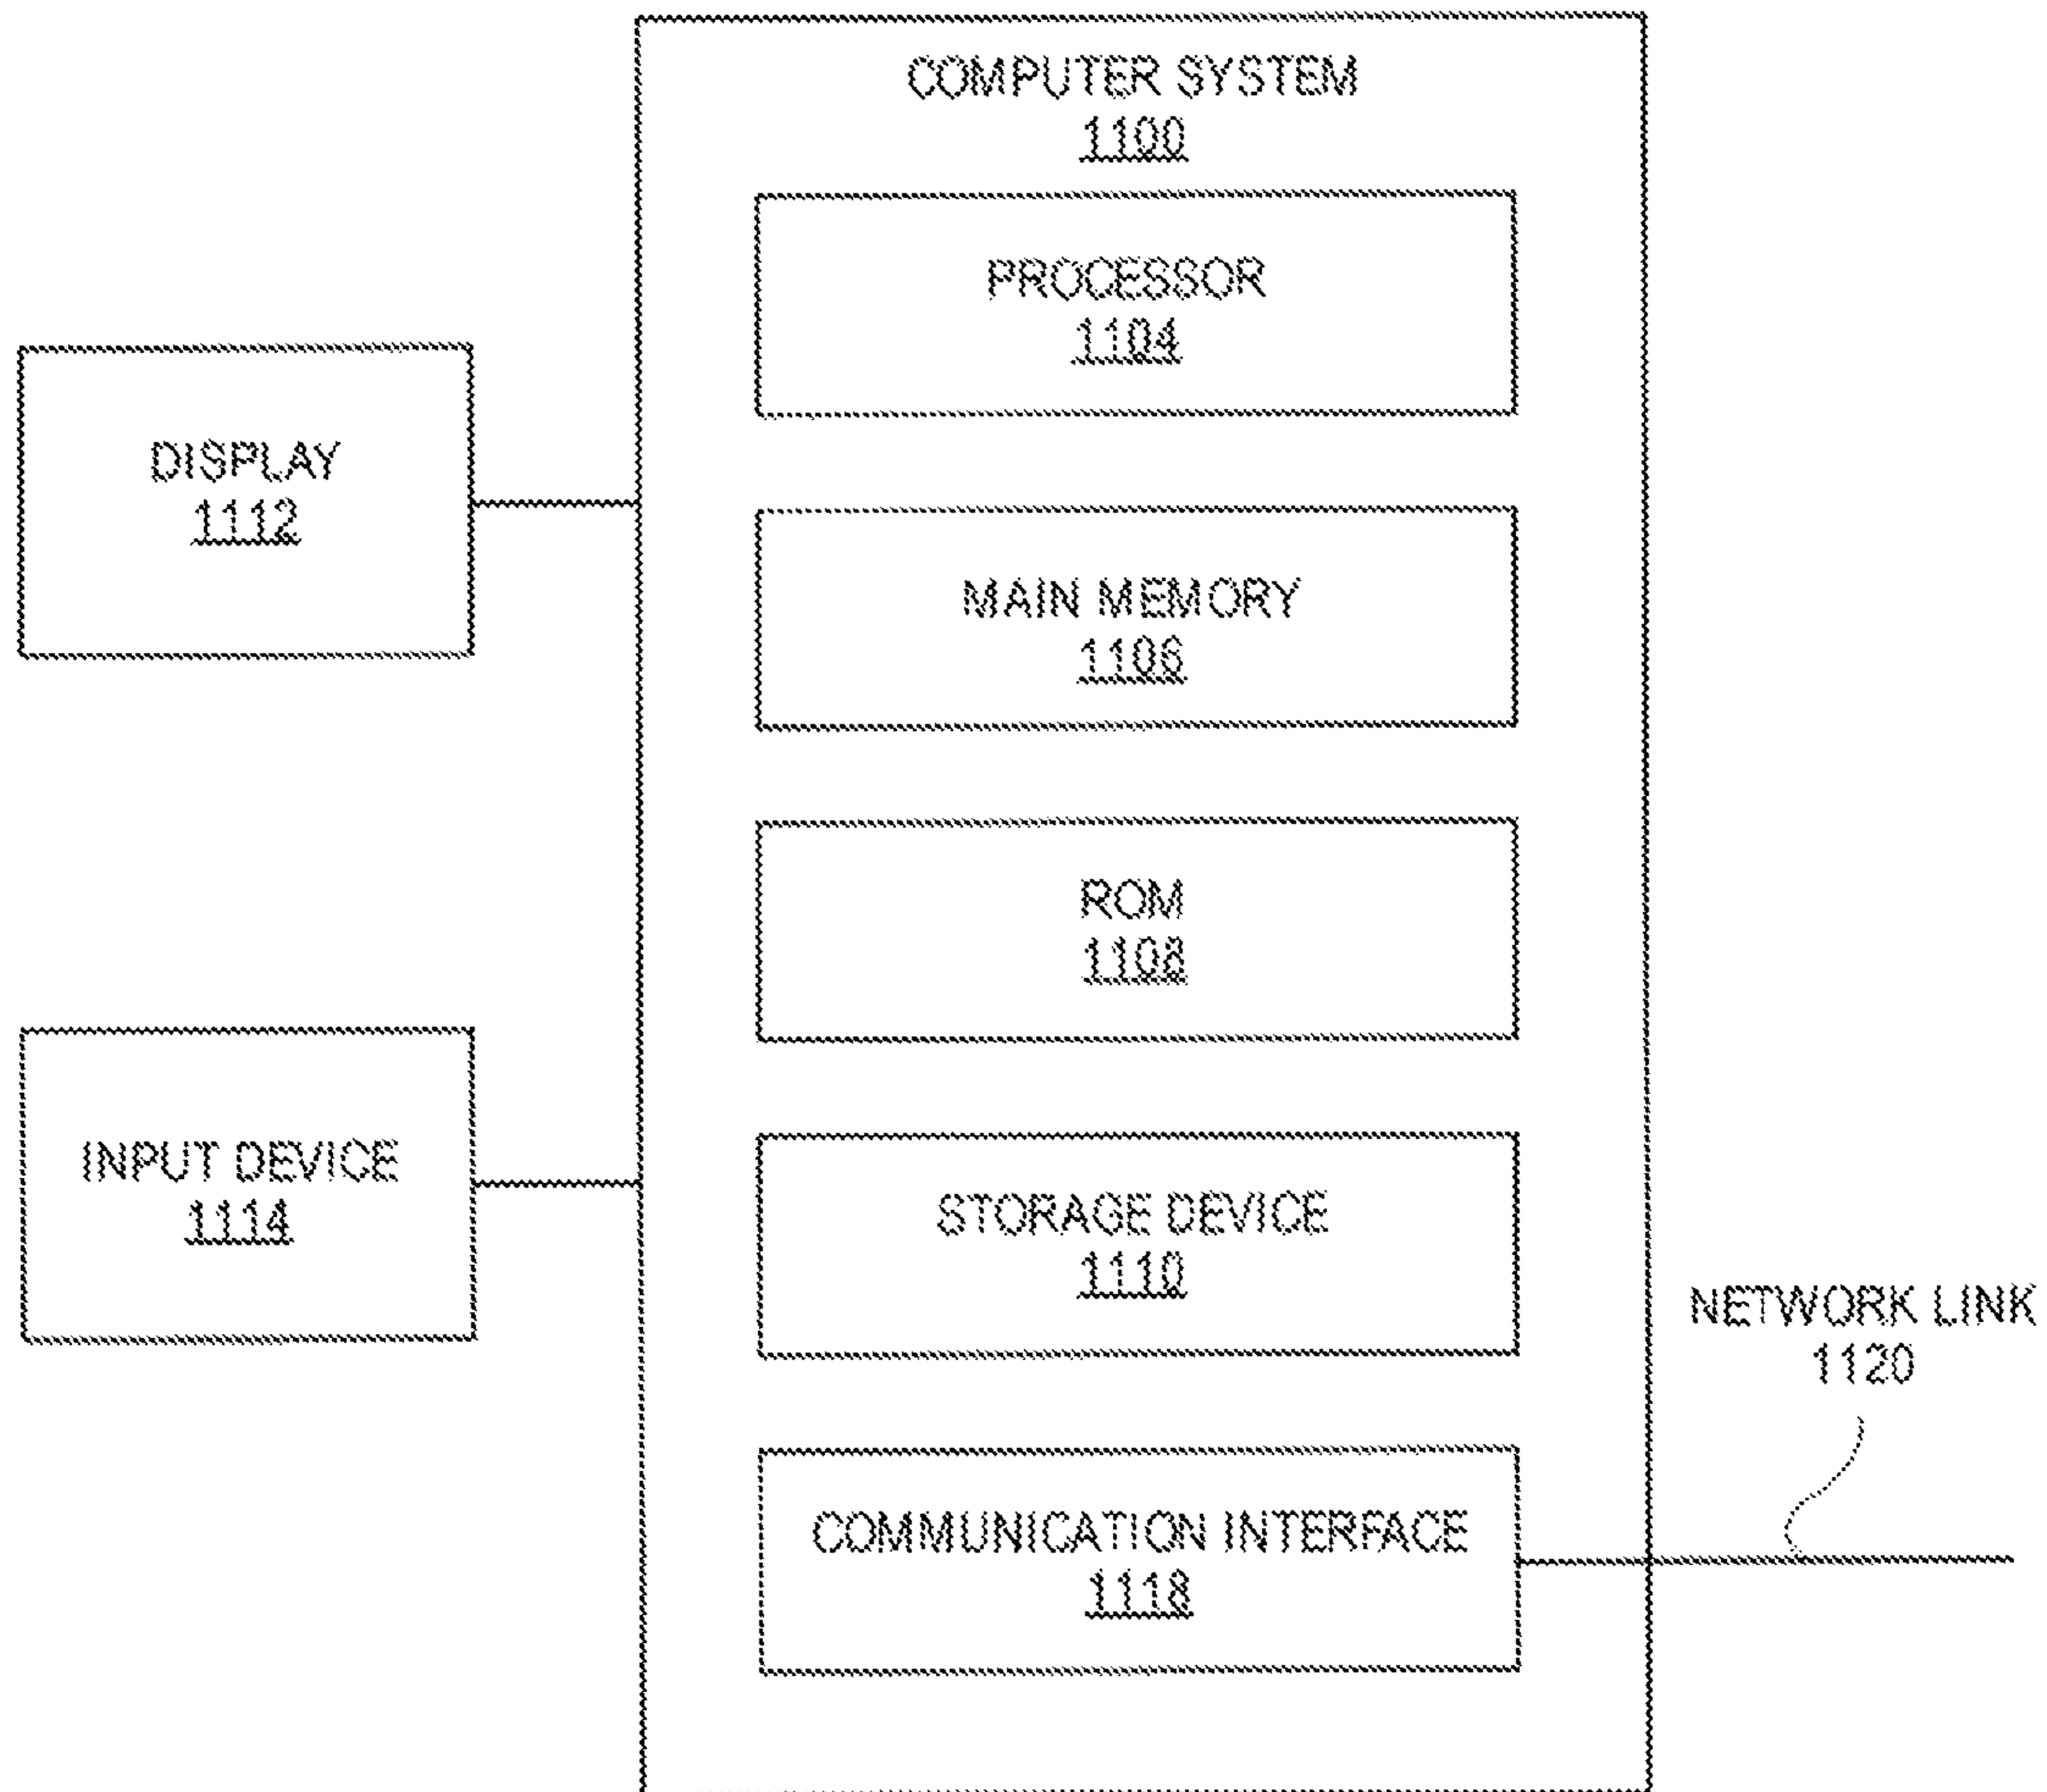 COMPUTER SYSTEM
1100
PROCESSOR
1104
DISPLAY
1112
MAIN MEMORY
1106
ROM
1108
INPUT DEVICE
1114
STORAGE DEVICE
1110
NETWORK LINK
1120
COMMUNICATION INTERFACE
1118